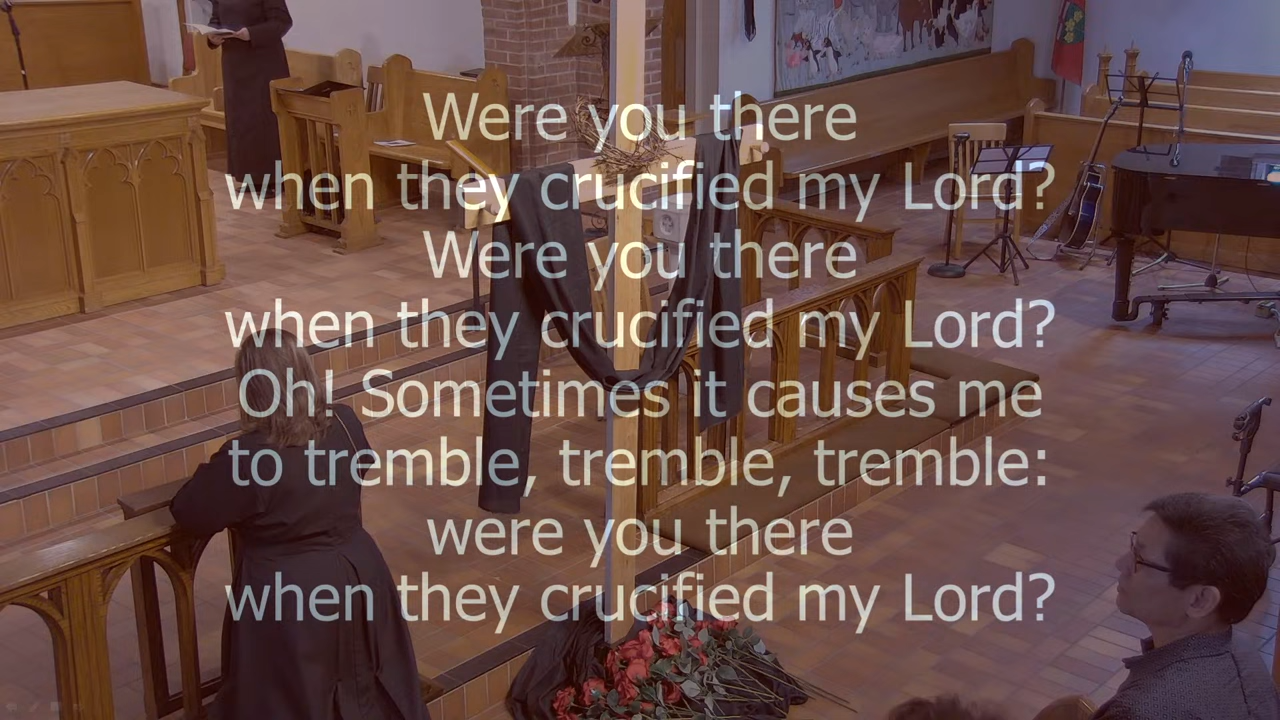 Were you there
when they crucified my Lord?
Were you there
when they crucified my Lord?
Oh! Sometimes it causes me
to tremble, tremble, tremble:
were you there
when they crucified my Lord?